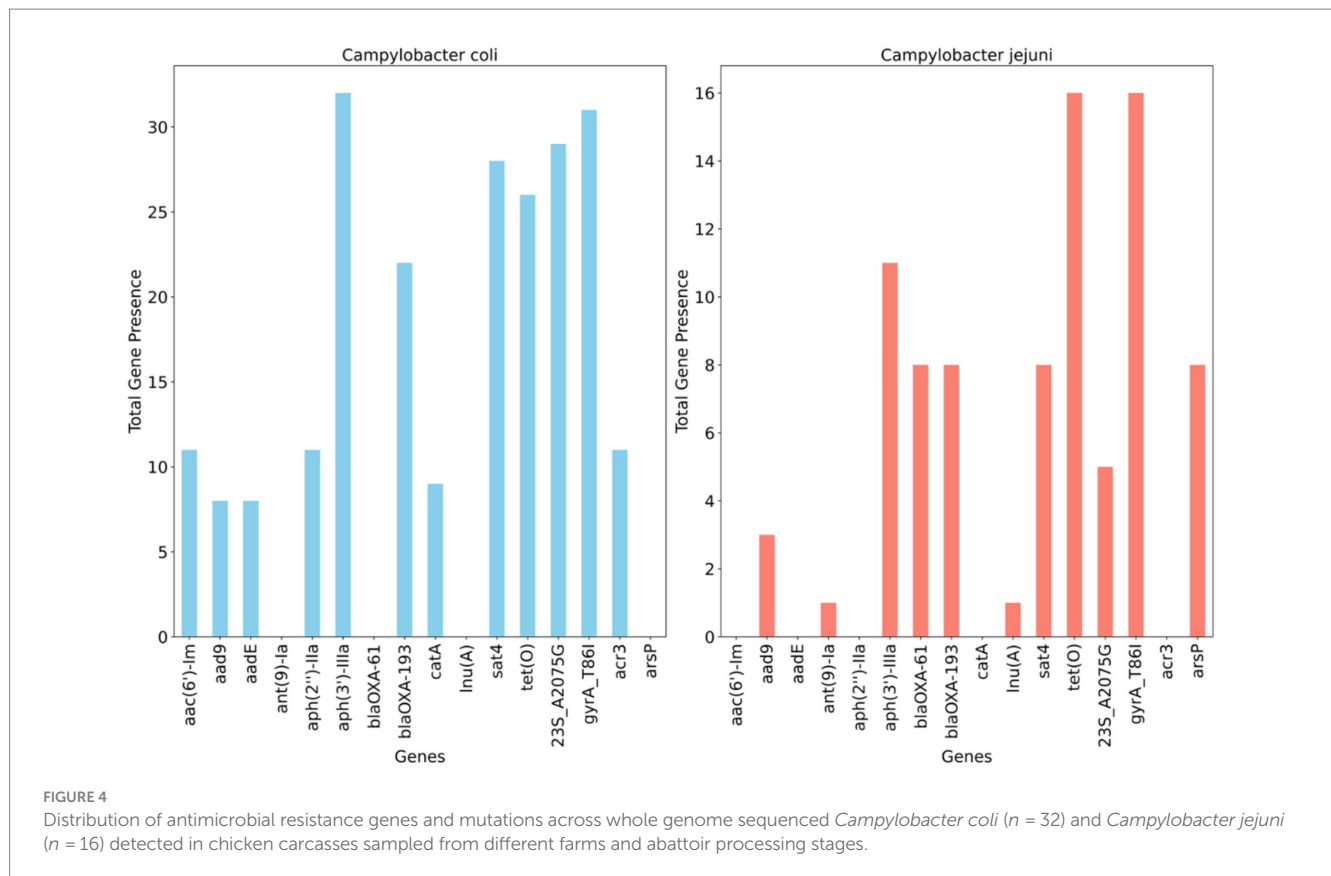 Campylobacter coli
Total Gene Presence
30
25
20
15
10
5
0
aac(6')-Im
aad9
aadE
ant(9)-Ia
aph(2'')-IIa
aph(3')-IIIa
blaOXA-61
blaOXA-193
catA
lnu(A)
sat4
tet(O)
23S_A2075G
gyrA_T86I
acr3
arsP
Genes
Campylobacter jejuni
Total Gene Presence
16
14
12
10
8
6
4
2
0
aac(6')-Im
aad9
aadE
ant(9)-Ia
aph(2'')-IIa
aph(3')-IIIa
blaOXA-61
blaOXA-193
catA
lnu(A)
sat4
tet(O)
23S_A2075G
gyrA_T86I
acr3
arsP
Genes
FIGURE 4
Distribution of antimicrobial resistance genes and mutations across whole genome sequenced Campylobacter coli (n = 32) and Campylobacter jejuni
(n = 16) detected in chicken carcasses sampled from different farms and abattoir processing stages.